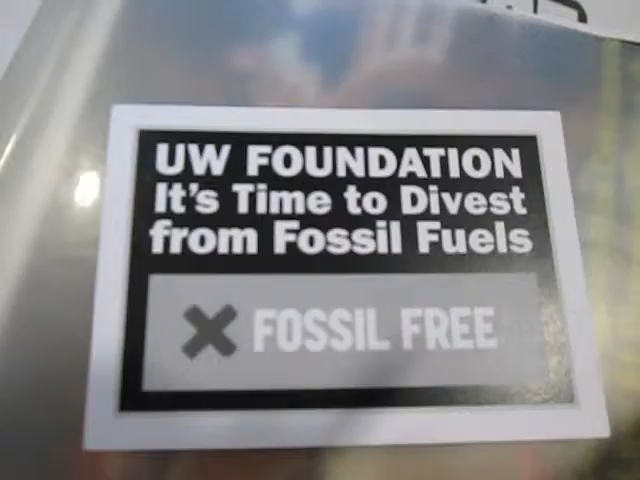 UW FOUNDATION
It's Time to Divest
from Fossil Fuels
FOSSIL FREE